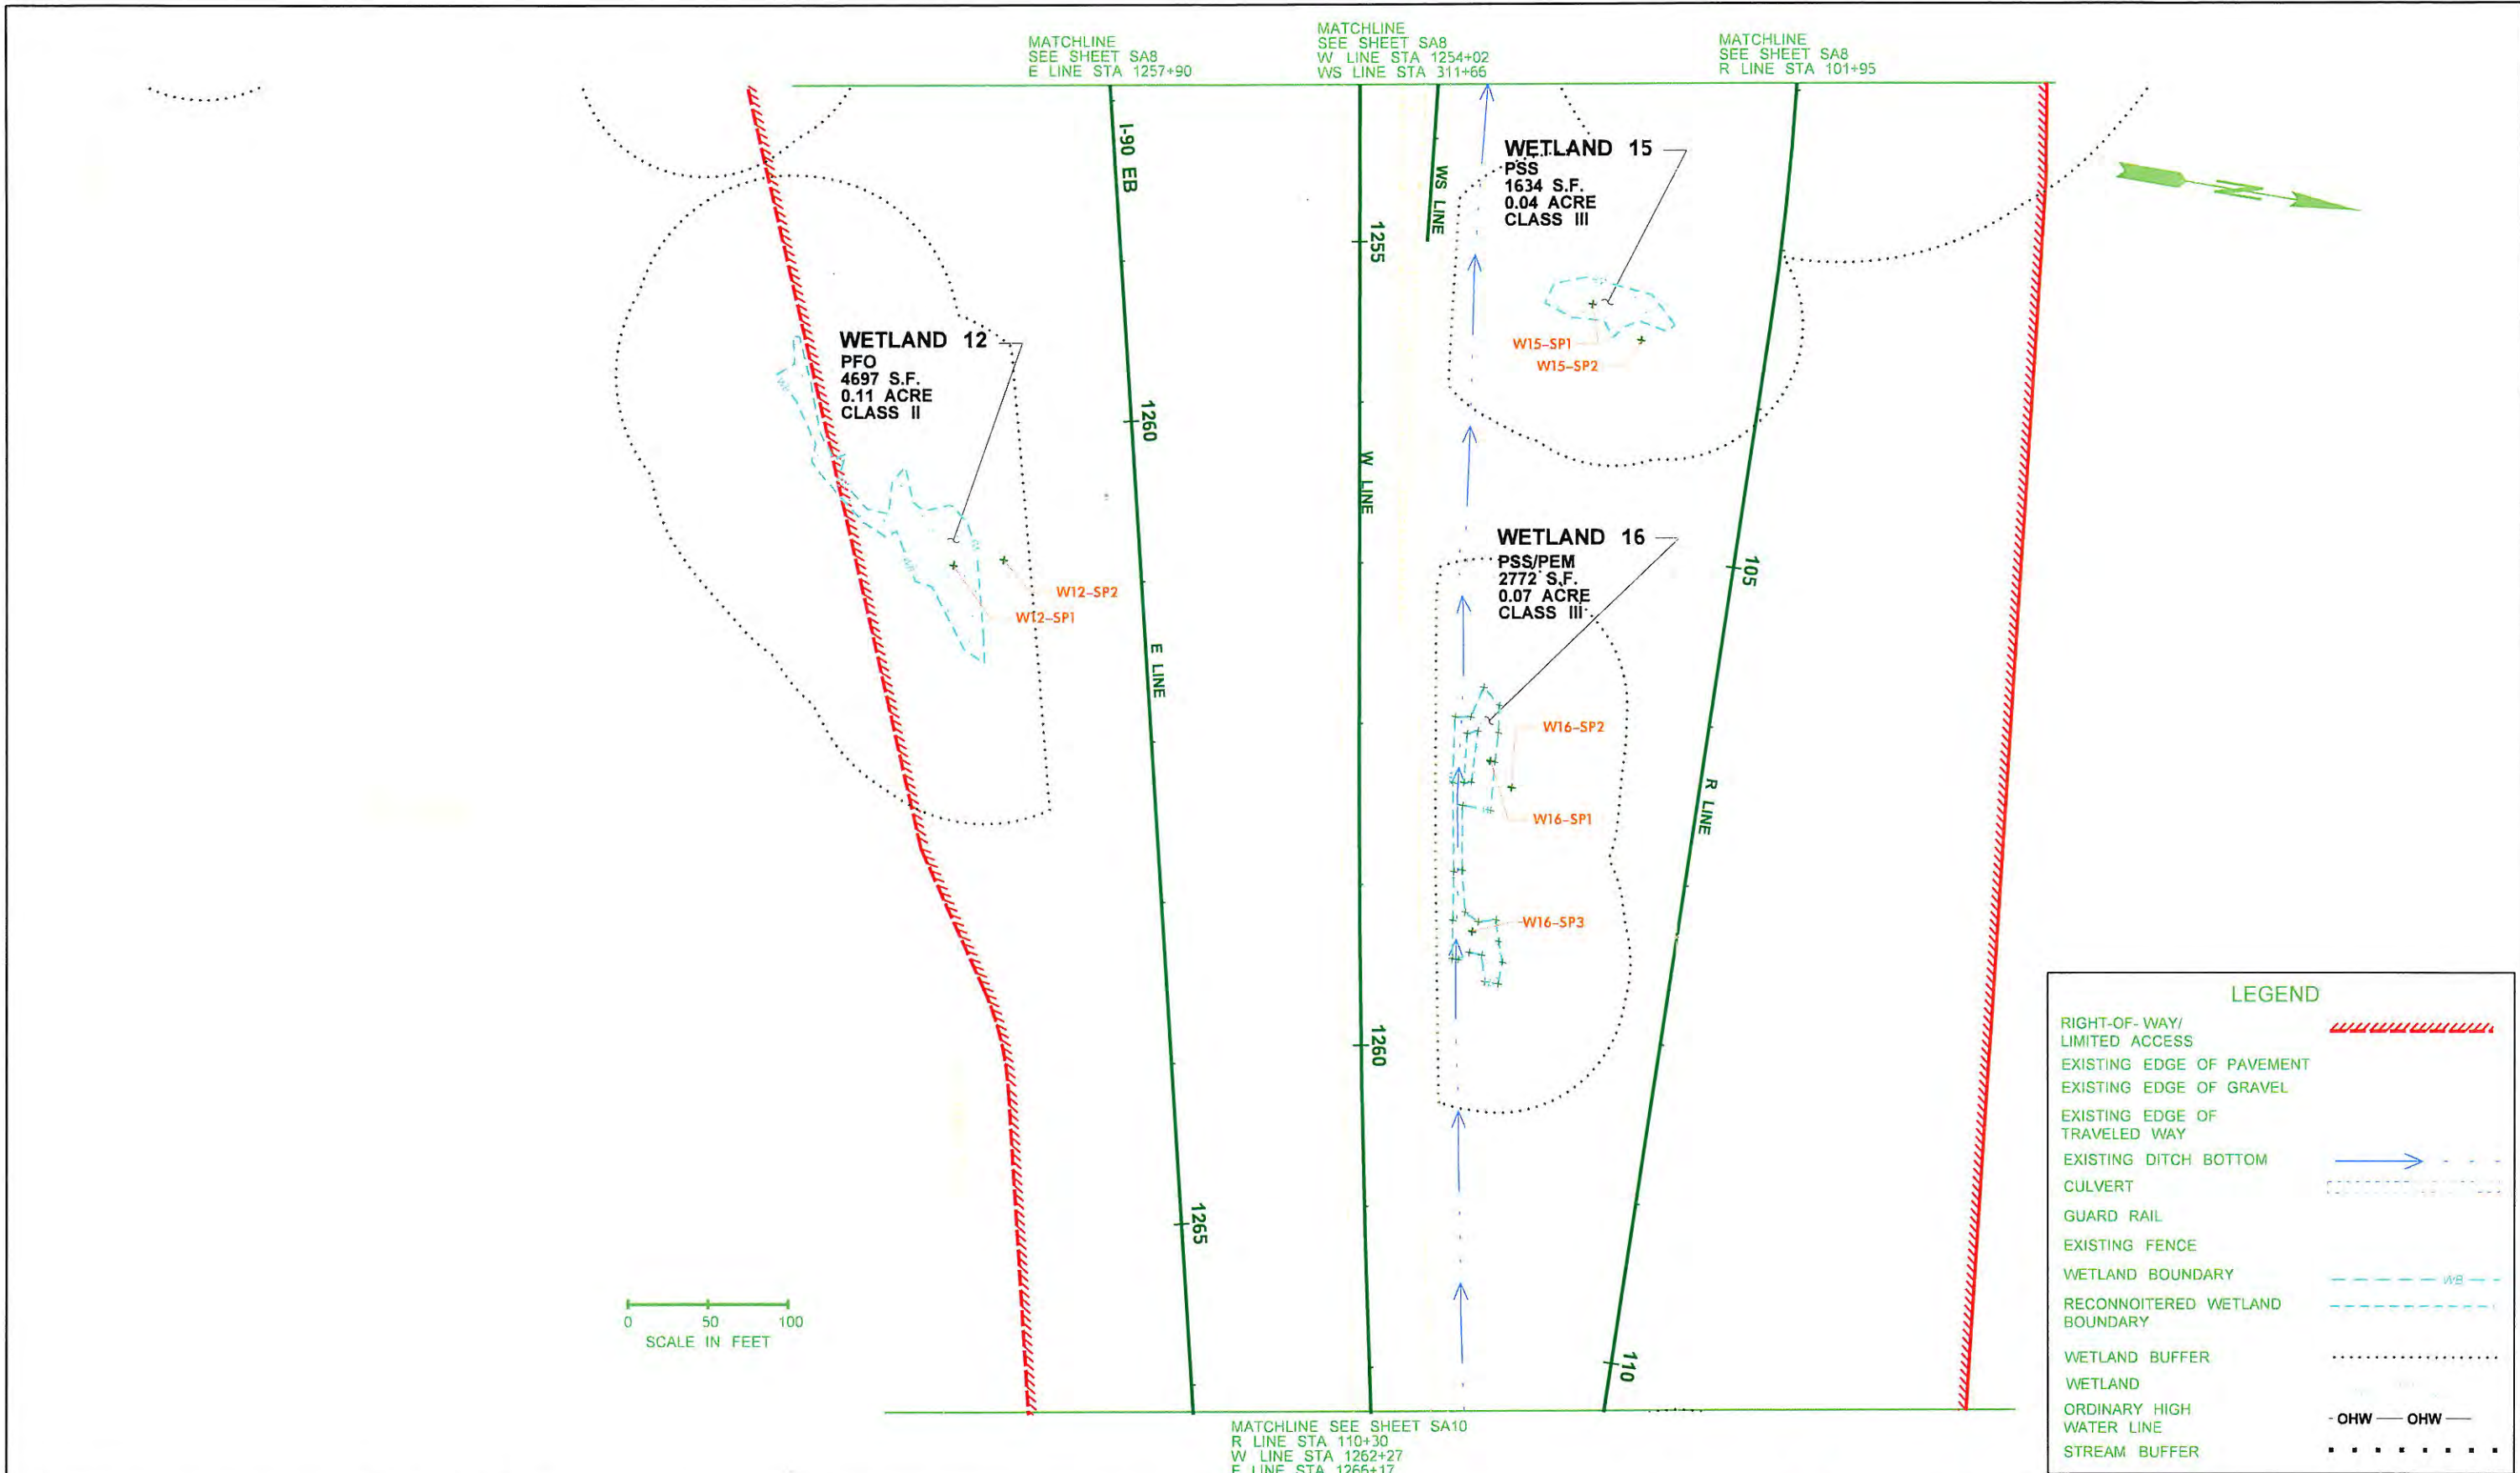 MATCHLINE
SEE SHEET SA8
E LINE STA 1257+90
MATCHLINE
SEE SHEET SA8
W LINE STA 1254+02
WS LINE STA 311+66
MATCHLINE
SEE SHEET SA8
R LINE STA 101+95
I-90 EB
WS LINE
WETLAND 15
PSS
1634 S.F.
0.04 ACRE
CLASS III
1255
W15-SP1
W15-SP2
WETLAND 12
PFO
4697 S.F.
0.11 ACRE
CLASS II
1260
W LINE
WETLAND 16
PSS/PEM
2772 S.F.
0.07 ACRE
CLASS III
105
W12-SP2
W12-SP1
E LINE
W16-SP2
W16-SP1
R LINE
W16-SP3
1260
1265
110
0 50 100
SCALE IN FEET
LEGEND
RIGHT-OF-WAY/
LIMITED ACCESS
EXISTING EDGE OF PAVEMENT
EXISTING EDGE OF GRAVEL
EXISTING EDGE OF
TRAVELED WAY
EXISTING DITCH BOTTOM
CULVERT
GUARD RAIL
EXISTING FENCE
WETLAND BOUNDARY
WB
RECONNOITERED WETLAND
BOUNDARY
WETLAND BUFFER
WETLAND
ORDINARY HIGH
WATER LINE
OHW OHW
STREAM BUFFER
MATCHLINE SEE SHEET SA10
R LINE STA 110+30
W LINE STA 1262+27
E LINE STA 1266+17